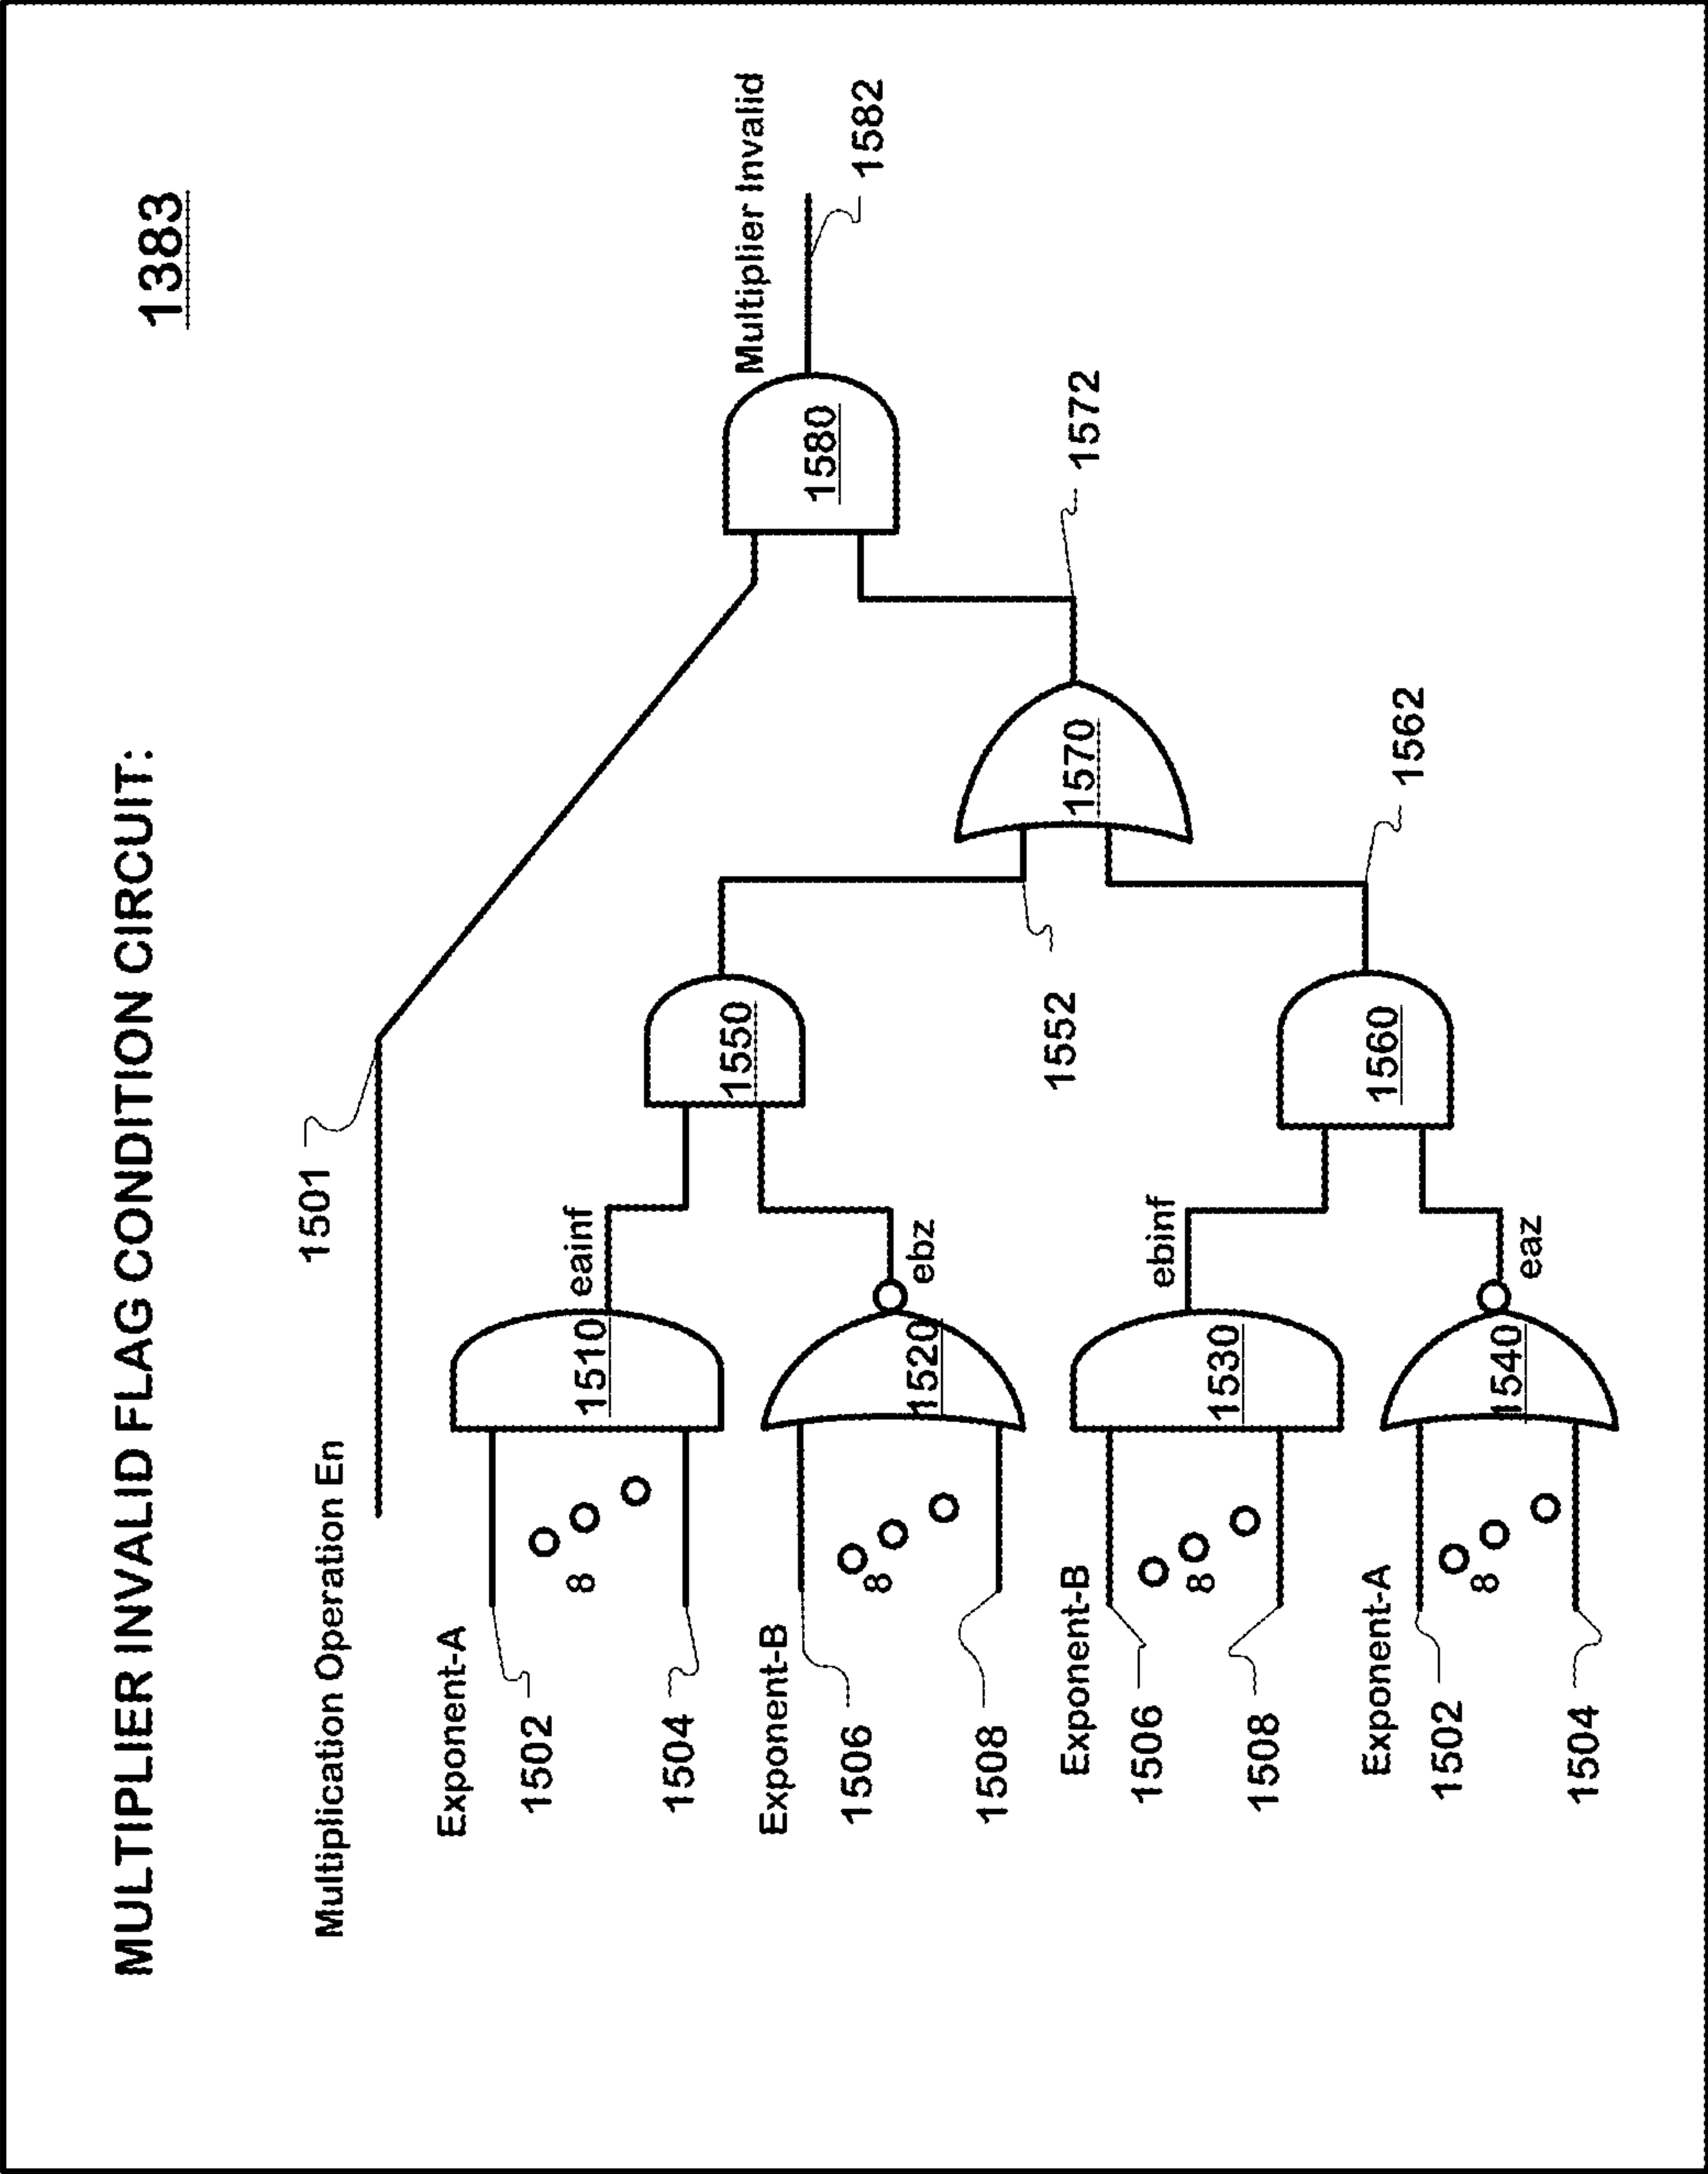 MULTIPLIER INVALID FLAG CONDITION CIRCUIT:
1383
1501
Multiplication Operation En
Exponent-A
1502
8
1504
1510
eainf
Exponent-B
1506
8
1508
1520
ebz
1550
1552
Exponent-B
1506
8
1508
1530
ebinf
Exponent-A
1502
8
1504
1540
eaz
1560
1562
1570
1572
1580
Multiplier Invalid
1582